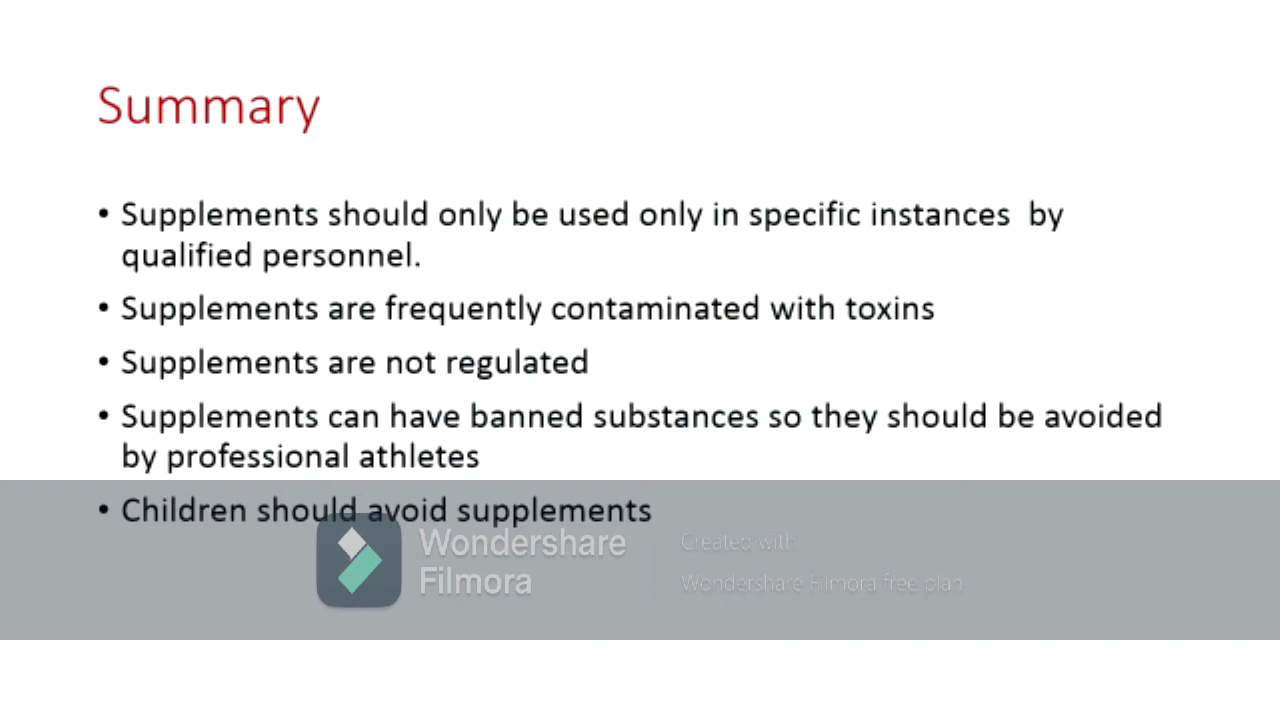 Summary
• Supplements should only be used only in specific instances  by
qualified personnel.
• Supplements are frequently contaminated with toxins
• Supplements are not regulated
• Supplements can have banned substances so they should be avoided
by professional athletes
• Children should avoid supplements
Wondershare
Filmora
Created with
Wondershare Filmora free plan